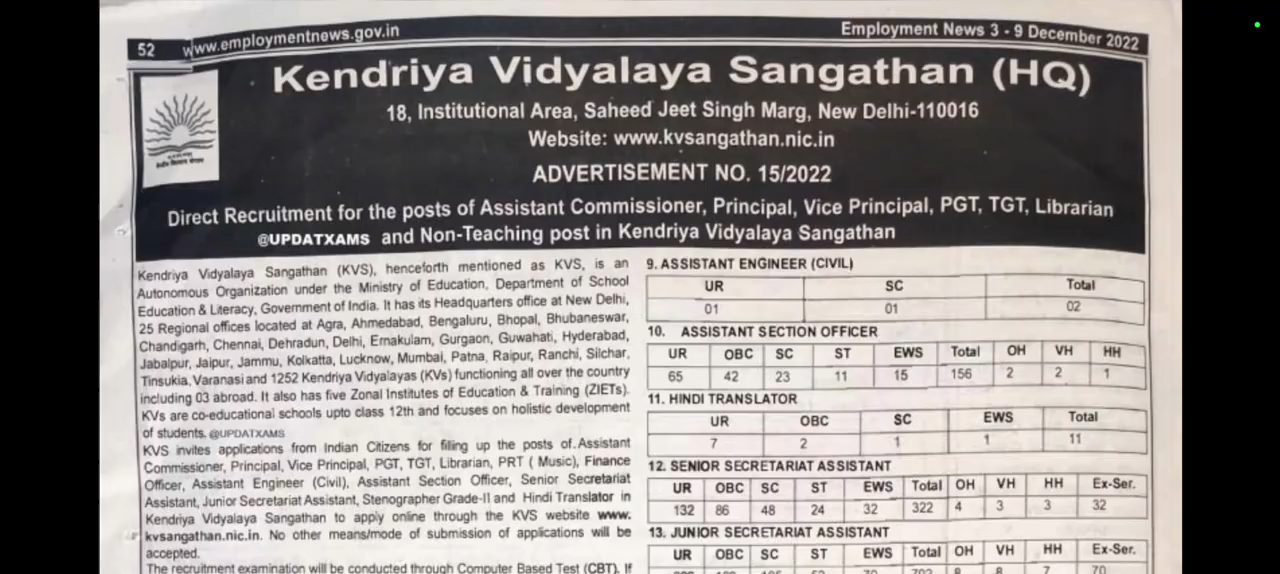 52
www.employmentnews.gov.in
Employment News 3 - 9 December 2022
Kendriya Vidyalaya Sangathan (HQ)
18, Institutional Area, Saheed Jeet Singh Marg, New Delhi-110016
Website: www.kvsangathan.nic.in
ADVERTISEMENT NO. 15/2022
Direct Recruitment for the posts of Assistant Commissioner, Principal, Vice Principal, PGT, TGT, Librarian
@UPDATXAMS and Non-Teaching post in Kendriya Vidyalaya Sangathan
Kendriya Vidyalaya Sangathan (KVS), henceforth mentioned as KVS, is an
Autonomous Organization under the Ministry of Education, Department of School
Education & Literacy, Government of India. It has its Headquarters office at New Delhi,
25 Regional offices located at Agra, Ahmedabad, Bengaluru, Bhopal, Bhubaneswar,
Chandigarh, Chennai, Dehradun, Delhi, Ernakulam, Gurgaon, Guwahati, Hyderabad,
Jabalpur, Jaipur, Jammu, Kolkatta, Lucknow, Mumbai, Patna, Raipur, Ranchi, Silchar,
Tinsukia, Varanasi and 1252 Kendriya Vidyalayas (KVs) functioning all over the country
including 03 abroad. It also has five Zonal Institutes of Education & Training (ZIETs).
KVs are co-educational schools upto class 12th and focuses on holistic development
of students. @UPDATXAMS
KVS invites applications from Indian Citizens for filling up the posts of Assistant
Commissioner, Principal, Vice Principal, PGT, TGT, Librarian, PRT ( Music), Finance
Officer, Assistant Engineer (Civil), Assistant Section Officer, Senior Secretariat
Assistant, Junior Secretariat Assistant, Stenographer Grade-II and Hindi Translator in
Kendriya Vidyalaya Sangathan to apply online through the KVS website www.
kvsangathan.nic.in. No other means/mode of submission of applications will be
accepted.
The recruitment examination will be conducted through Computer Based Test (CBT). If
9. ASSISTANT ENGINEER (CIVIL)
UR SC Total
01 01 02
10. ASSISTANT SECTION OFFICER
UR OBC SC ST EWS Total OH VH HH
65 42 23 11 15 156 2 2 1
11. HINDI TRANSLATOR
UR OBC SC EWS Total
7 2 1 1 11
12. SENIOR SECRETARIAT ASSISTANT
UR OBC SC ST EWS Total OH VH HH Ex-Ser.
132 86 48 24 32 322 4 3 3 32
13. JUNIOR SECRETARIAT ASSISTANT
UR OBC SC ST EWS Total OH VH HH Ex-Ser.
70 702 8 8 7 70